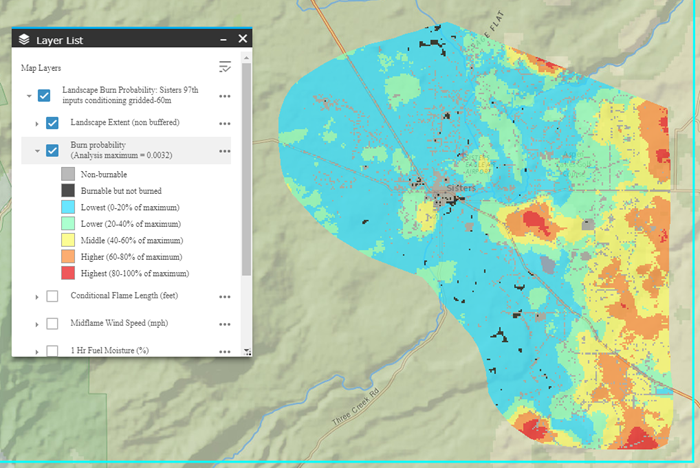 Layer List
Map Layers
Landscape Burn Probability: Sisters 97th
inputs conditioning gridded-60m
Landscape Extent (non buffered)
Burn probability
(Analysis maximum = 0.0032)
Non-burnable
Burnable but not burned
Lowest (0-20% of maximum)
Lower (20-40% of maximum)
Middle (40-60% of maximum)
Higher (60-80% of maximum)
Highest (80-100% of maximum)
Conditional Flame Length (feet)
Midflame Wind Speed (mph)
1 Hr Fuel Moisture (%)
FLAT
Sisters
Three Creek Rd